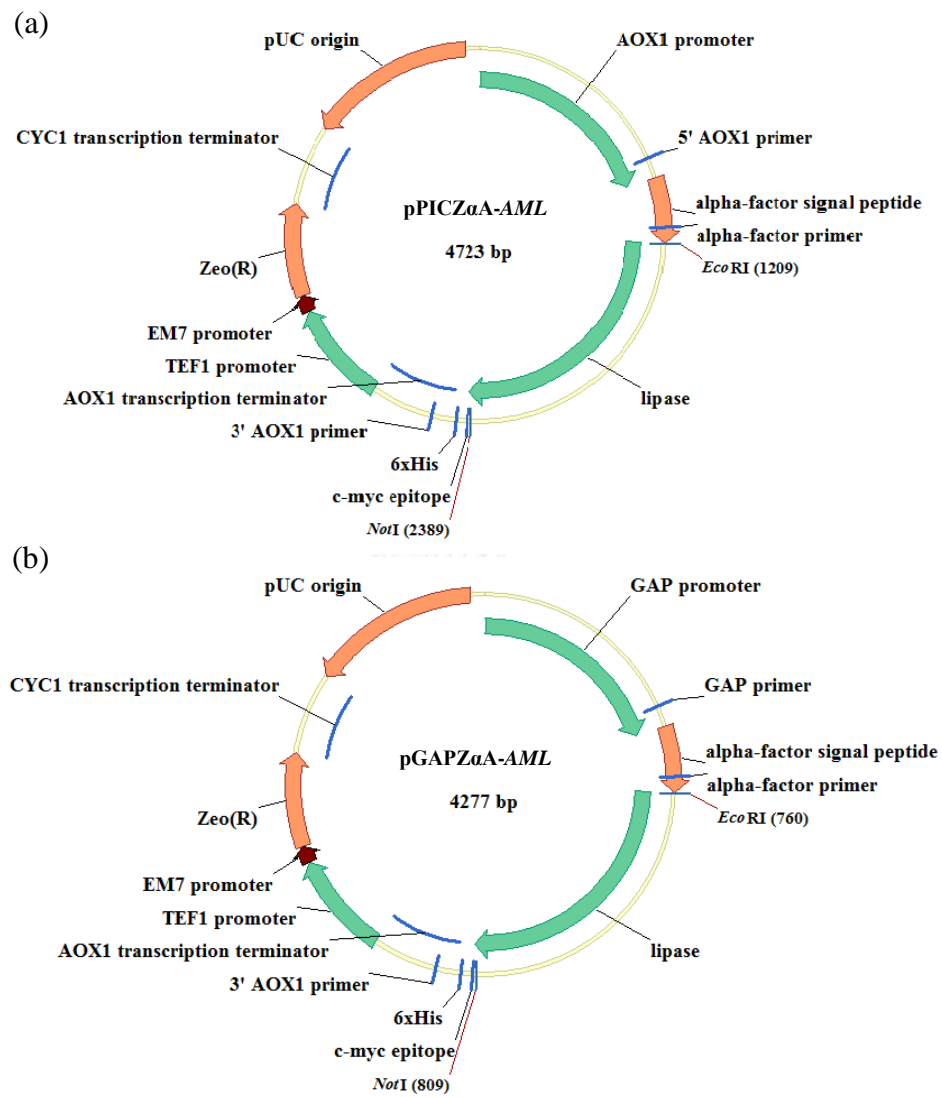 (a)
pUC origin
AOX1 promoter
CYC1 transcription terminator
5' AOX1 primer
pPICZαA-AML
4723 bp
alpha-factor signal peptide
alpha-factor primer
EcoRI (1209)
Zeo(R)
EM7 promoter
TEF1 promoter
AOX1 transcription terminator
lipase
3' AOX1 primer
6xHis
c-myc epitope
NotI (2389)
(b)
pUC origin
GAP promoter
CYC1 transcription terminator
GAP primer
pGAPZαA-AML
4277 bp
alpha-factor signal peptide
alpha-factor primer
EcoRI (760)
Zeo(R)
EM7 promoter
TEF1 promoter
AOX1 transcription terminator
lipase
3' AOX1 primer
6xHis
c-myc epitope
NotI (809)